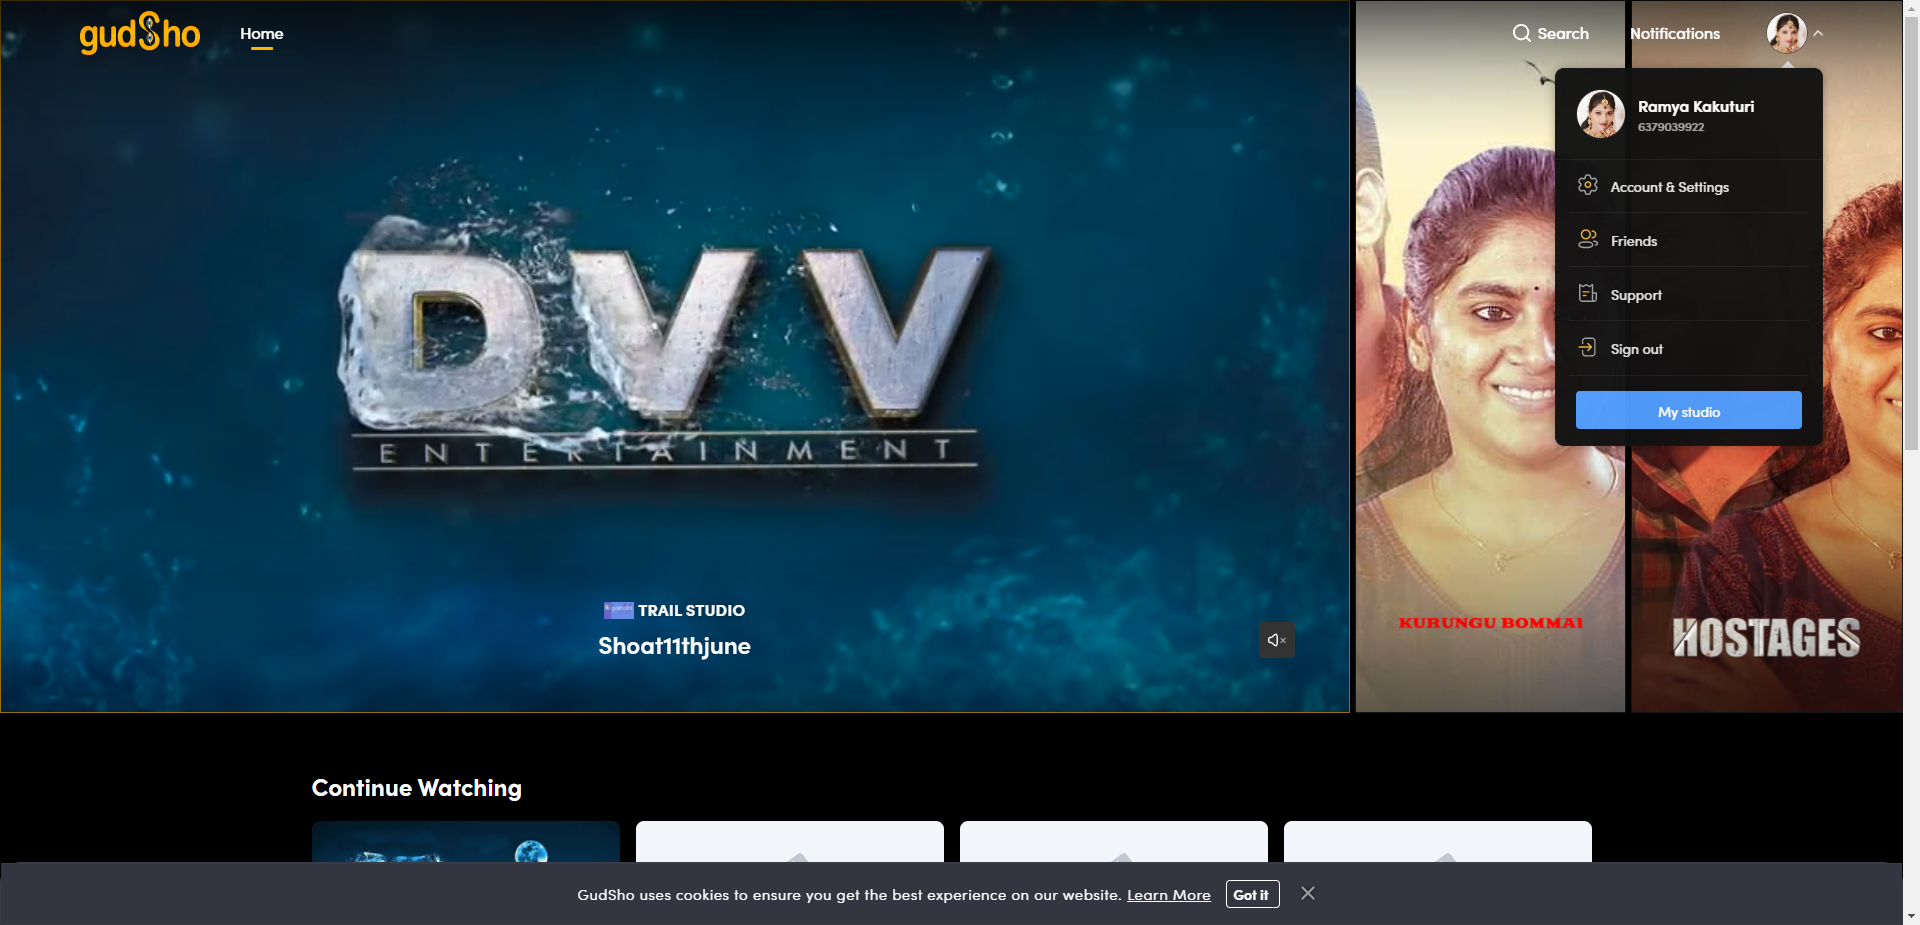 gudSho
Home
Search
Notifications
Ramya Kakuturi
6379039922
Account & Settings
Friends
Support
Sign out
My studio
DVV
ENTERTAINMENT
TRAIL STUDIO
Shoat11thjune
KURUNGU BOMMAI
HOSTAGES
Continue Watching
GudSho uses cookies to ensure you get the best experience on our website. Learn More Got it